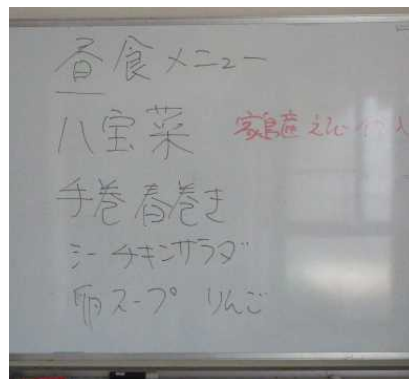 昼食メニュー
八宝菜
手巻春巻き
シーチキンサラダ
卵スープ りんご